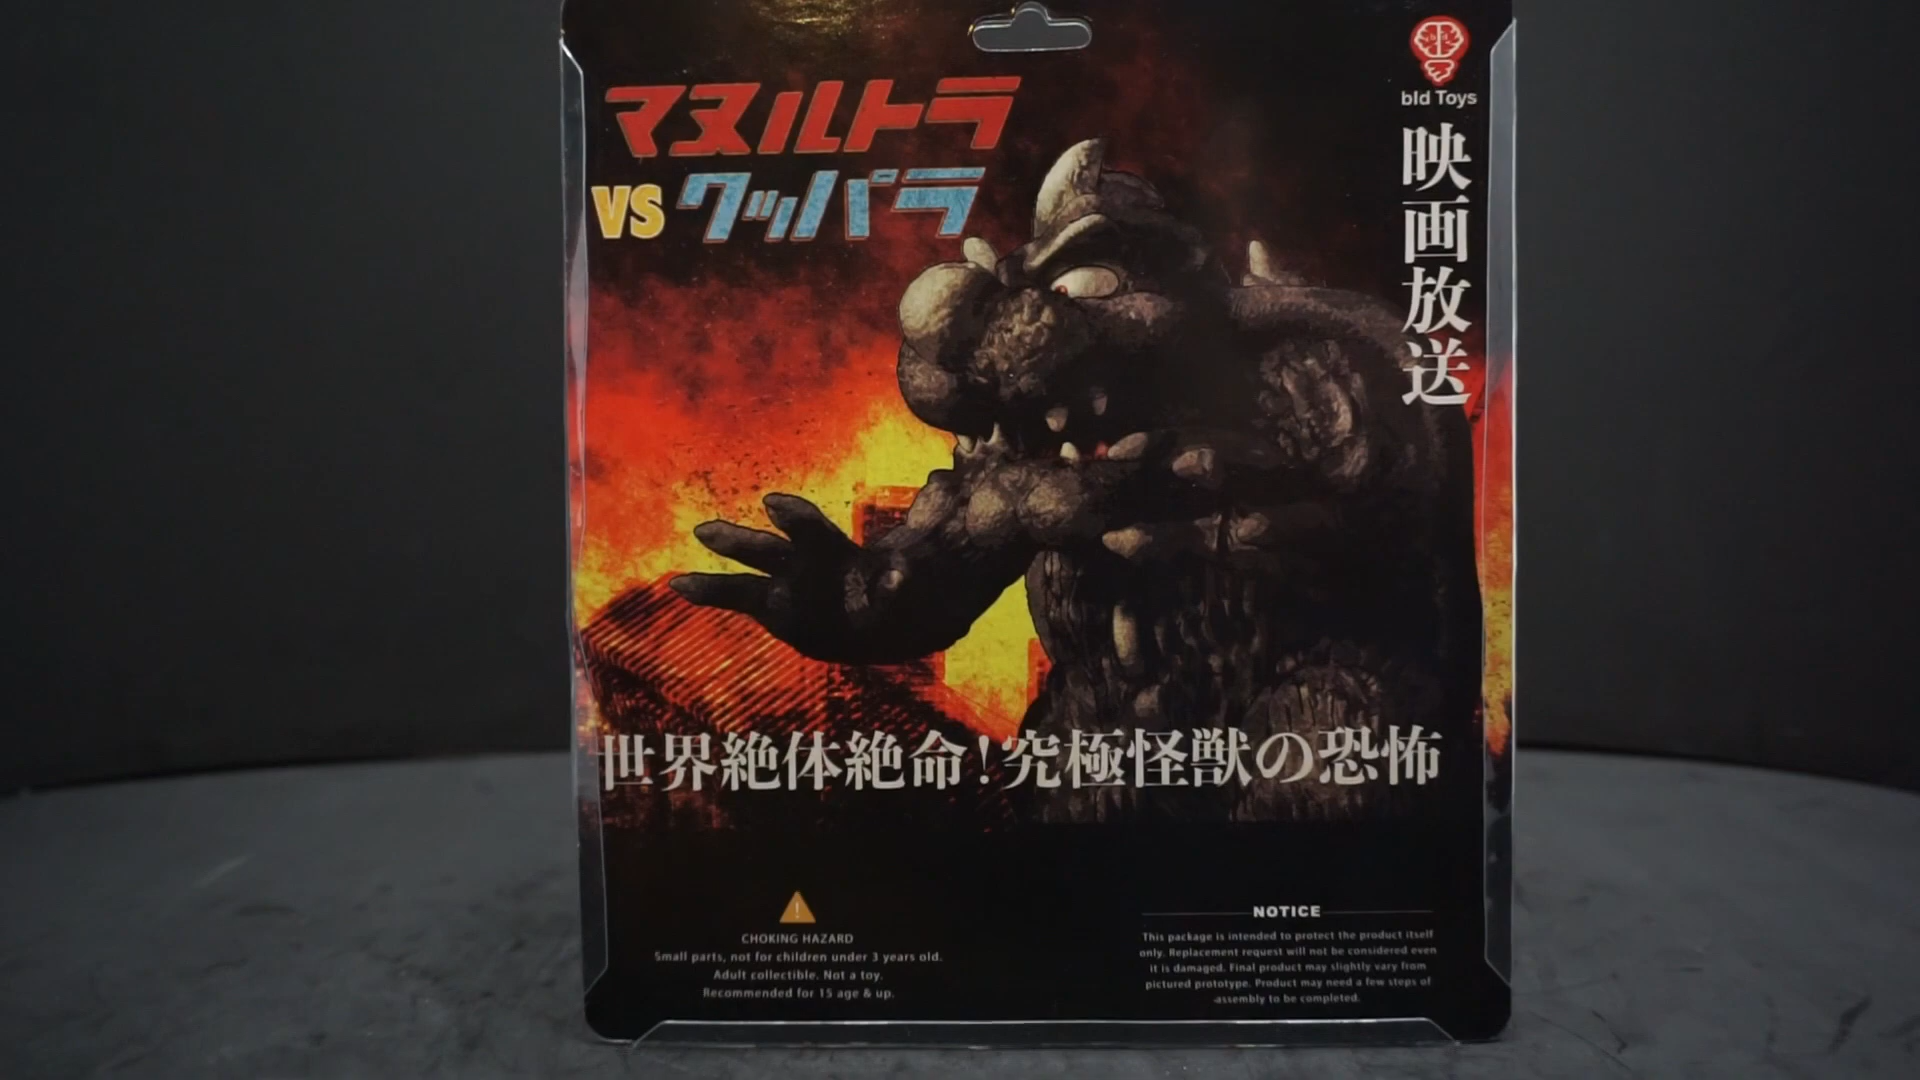 bld Toys
マヌルトラ
VS クッパラ
映画放送
世界絶体絶命!究極怪獣の恐怖
CHOKING HAZARD
Small parts, not for children under 3 years old.
Adult collectible. Not a toy.
Recommended for 15 age & up.
NOTICE
This package is intended to protect the product itself
only. Replacement request will not be considered even
it is damaged. Final product may slightly vary from
pictured prototype. Product may need a few steps of
assembly to be completed.